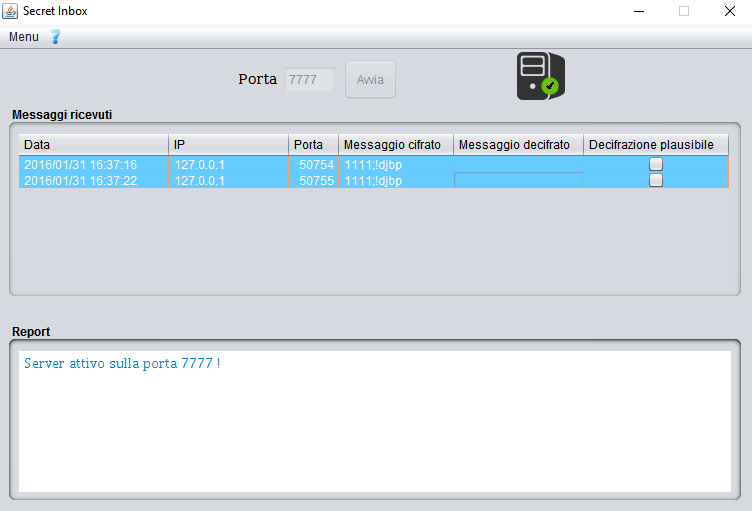 Secret Inbox
Menu ?
Porta 7777 Avvia
Messaggi ricevuti
Data IP Porta Messaggio cifrato Messaggio decifrato Decifrazione plausibile
2016/01/31 16:37:16 127.0.0.1 50754 1111;!djbp
2016/01/31 16:37:22 127.0.0.1 50755 1111;!djbp
Report
Server attivo sulla porta 7777 !